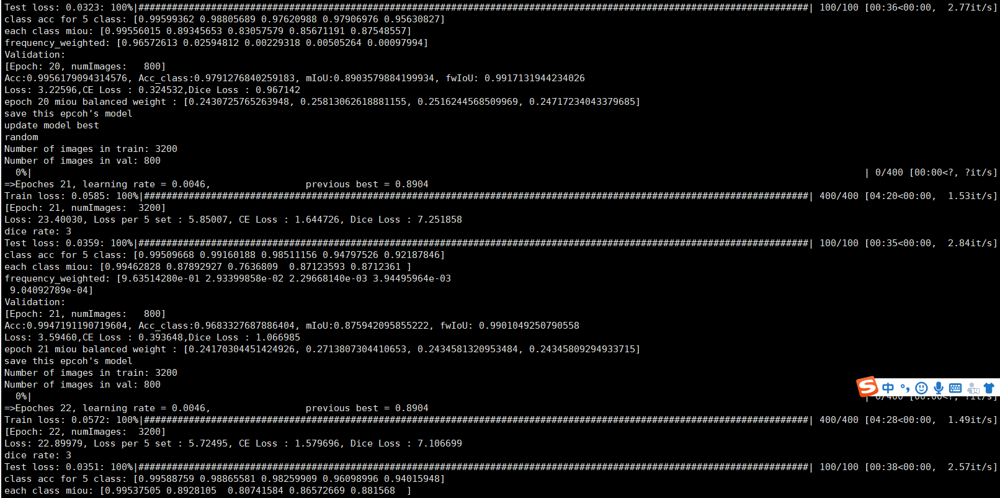 Test loss: 0.0323: 100%|########################################################################################################################| 100/100 [00:36<00:00,  2.77it/s]
class acc for 5 class: [0.99599362 0.98805689 0.97620988 0.97906976 0.95630827]
each class miou: [0.99556015 0.89345653 0.83057579 0.85671191 0.87548557]
frequency_weighted: [0.96572613 0.02594812 0.00229318 0.00505264 0.00097994]
Validation:
[Epoch: 20, numImages:   800]
Acc:0.9956179094314576, Acc_class:0.9791276840259183, mIoU:0.8903579884199934, fwIoU: 0.9917131944234026
Loss: 3.22596,CE Loss : 0.324532,Dice Loss : 0.967142
epoch 20 miou balanced weight : [0.2430725765263948, 0.25813062618881155, 0.2516244568509969, 0.24717234043379685]
save this epcoh's model
update model best
random
Number of images in train: 3200
Number of images in val: 800
  0%|                                                                                                                        | 0/400 [00:00<?, ?it/s]
=>Epoches 21, learning rate = 0.0046,                 previous best = 0.8904
Train loss: 0.0585: 100%|#######################################################################################################################| 400/400 [04:20<00:00,  1.53it/s]
[Epoch: 21, numImages:  3200]
Loss: 23.40030, Loss per 5 set : 5.85007, CE Loss : 1.644726, Dice Loss : 7.251858
dice rate: 3
Test loss: 0.0359: 100%|########################################################################################################################| 100/100 [00:35<00:00,  2.84it/s]
class acc for 5 class: [0.99509668 0.99160188 0.98511156 0.94797526 0.92187846]
each class miou: [0.99462828 0.87892927 0.7636809  0.87123593 0.8712361 ]
frequency_weighted: [9.63514280e-01 2.93399858e-02 2.29668140e-03 3.94495964e-03
 9.04092789e-04]
Validation:
[Epoch: 21, numImages:   800]
Acc:0.9947191190719604, Acc_class:0.9683327687886404, mIoU:0.875942095855222, fwIoU: 0.9901049250790558
Loss: 3.59460,CE Loss : 0.393648,Dice Loss : 1.066985
epoch 21 miou balanced weight : [0.24170304451424926, 0.2713807304410653, 0.2434581320953484, 0.24345809294933715]
save this epcoh's model
Number of images in train: 3200
Number of images in val: 800
中
  0%|                                                                                                                        | 0/400 [00:00<?, ?it/s]
=>Epoches 22, learning rate = 0.0046,                 previous best = 0.8904
Train loss: 0.0572: 100%|#######################################################################################################################| 400/400 [04:28<00:00,  1.49it/s]
[Epoch: 22, numImages:  3200]
Loss: 22.89979, Loss per 5 set : 5.72495, CE Loss : 1.579696, Dice Loss : 7.106699
dice rate: 3
Test loss: 0.0351: 100%|########################################################################################################################| 100/100 [00:38<00:00,  2.57it/s]
class acc for 5 class: [0.99588759 0.98865581 0.98259909 0.96098996 0.94015948]
each class miou: [0.99537505 0.8928105  0.80741584 0.86572669 0.881568  ]